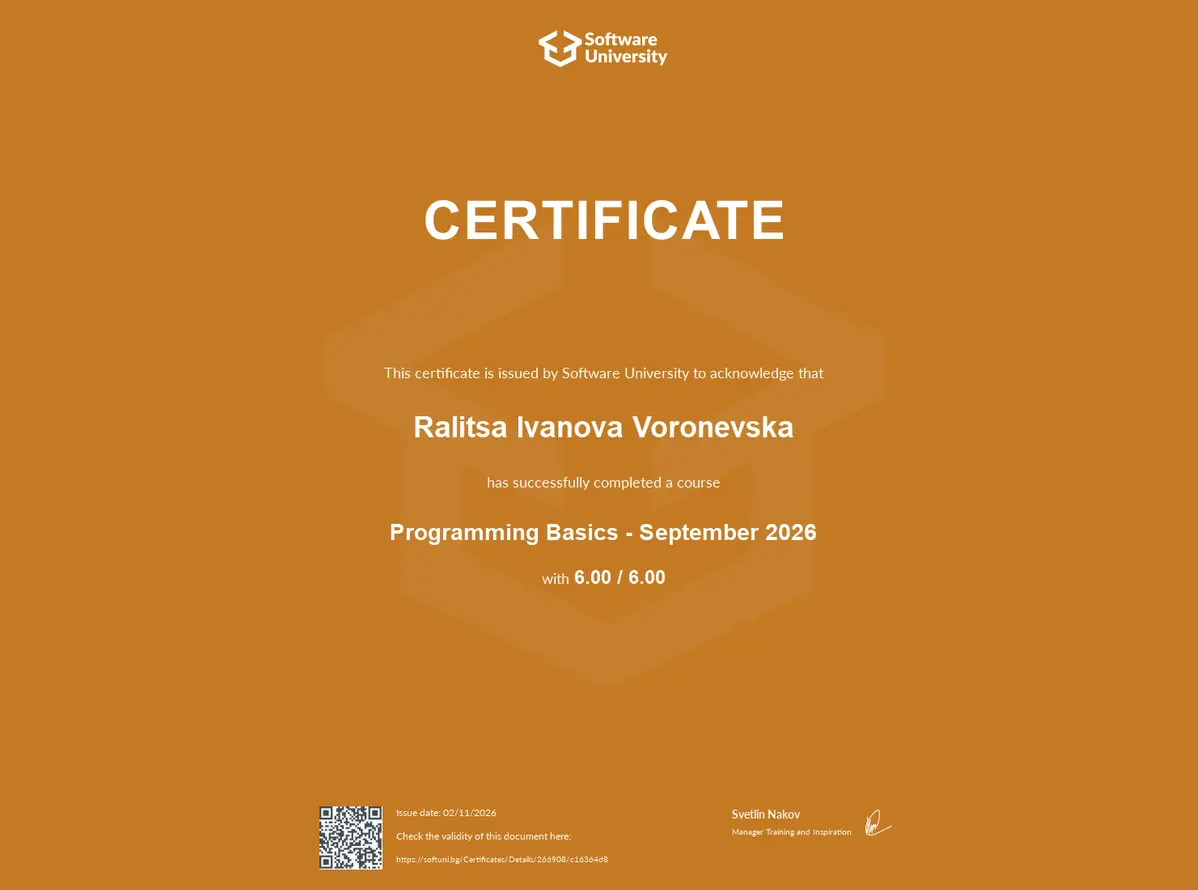 Software
University
CERTIFICATE
This certificate is issued by Software University to acknowledge that
Ralitsa Ivanova Voronevska
has successfully completed a course
Programming Basics - September 2026
with 6.00 / 6.00
Issue date: 02/11/2026
Check the validity of this document here:
https://softuni.bg/Certificates/Details/266908/c16364d8
Svetlin Nakov
Manager Training and Inspiration